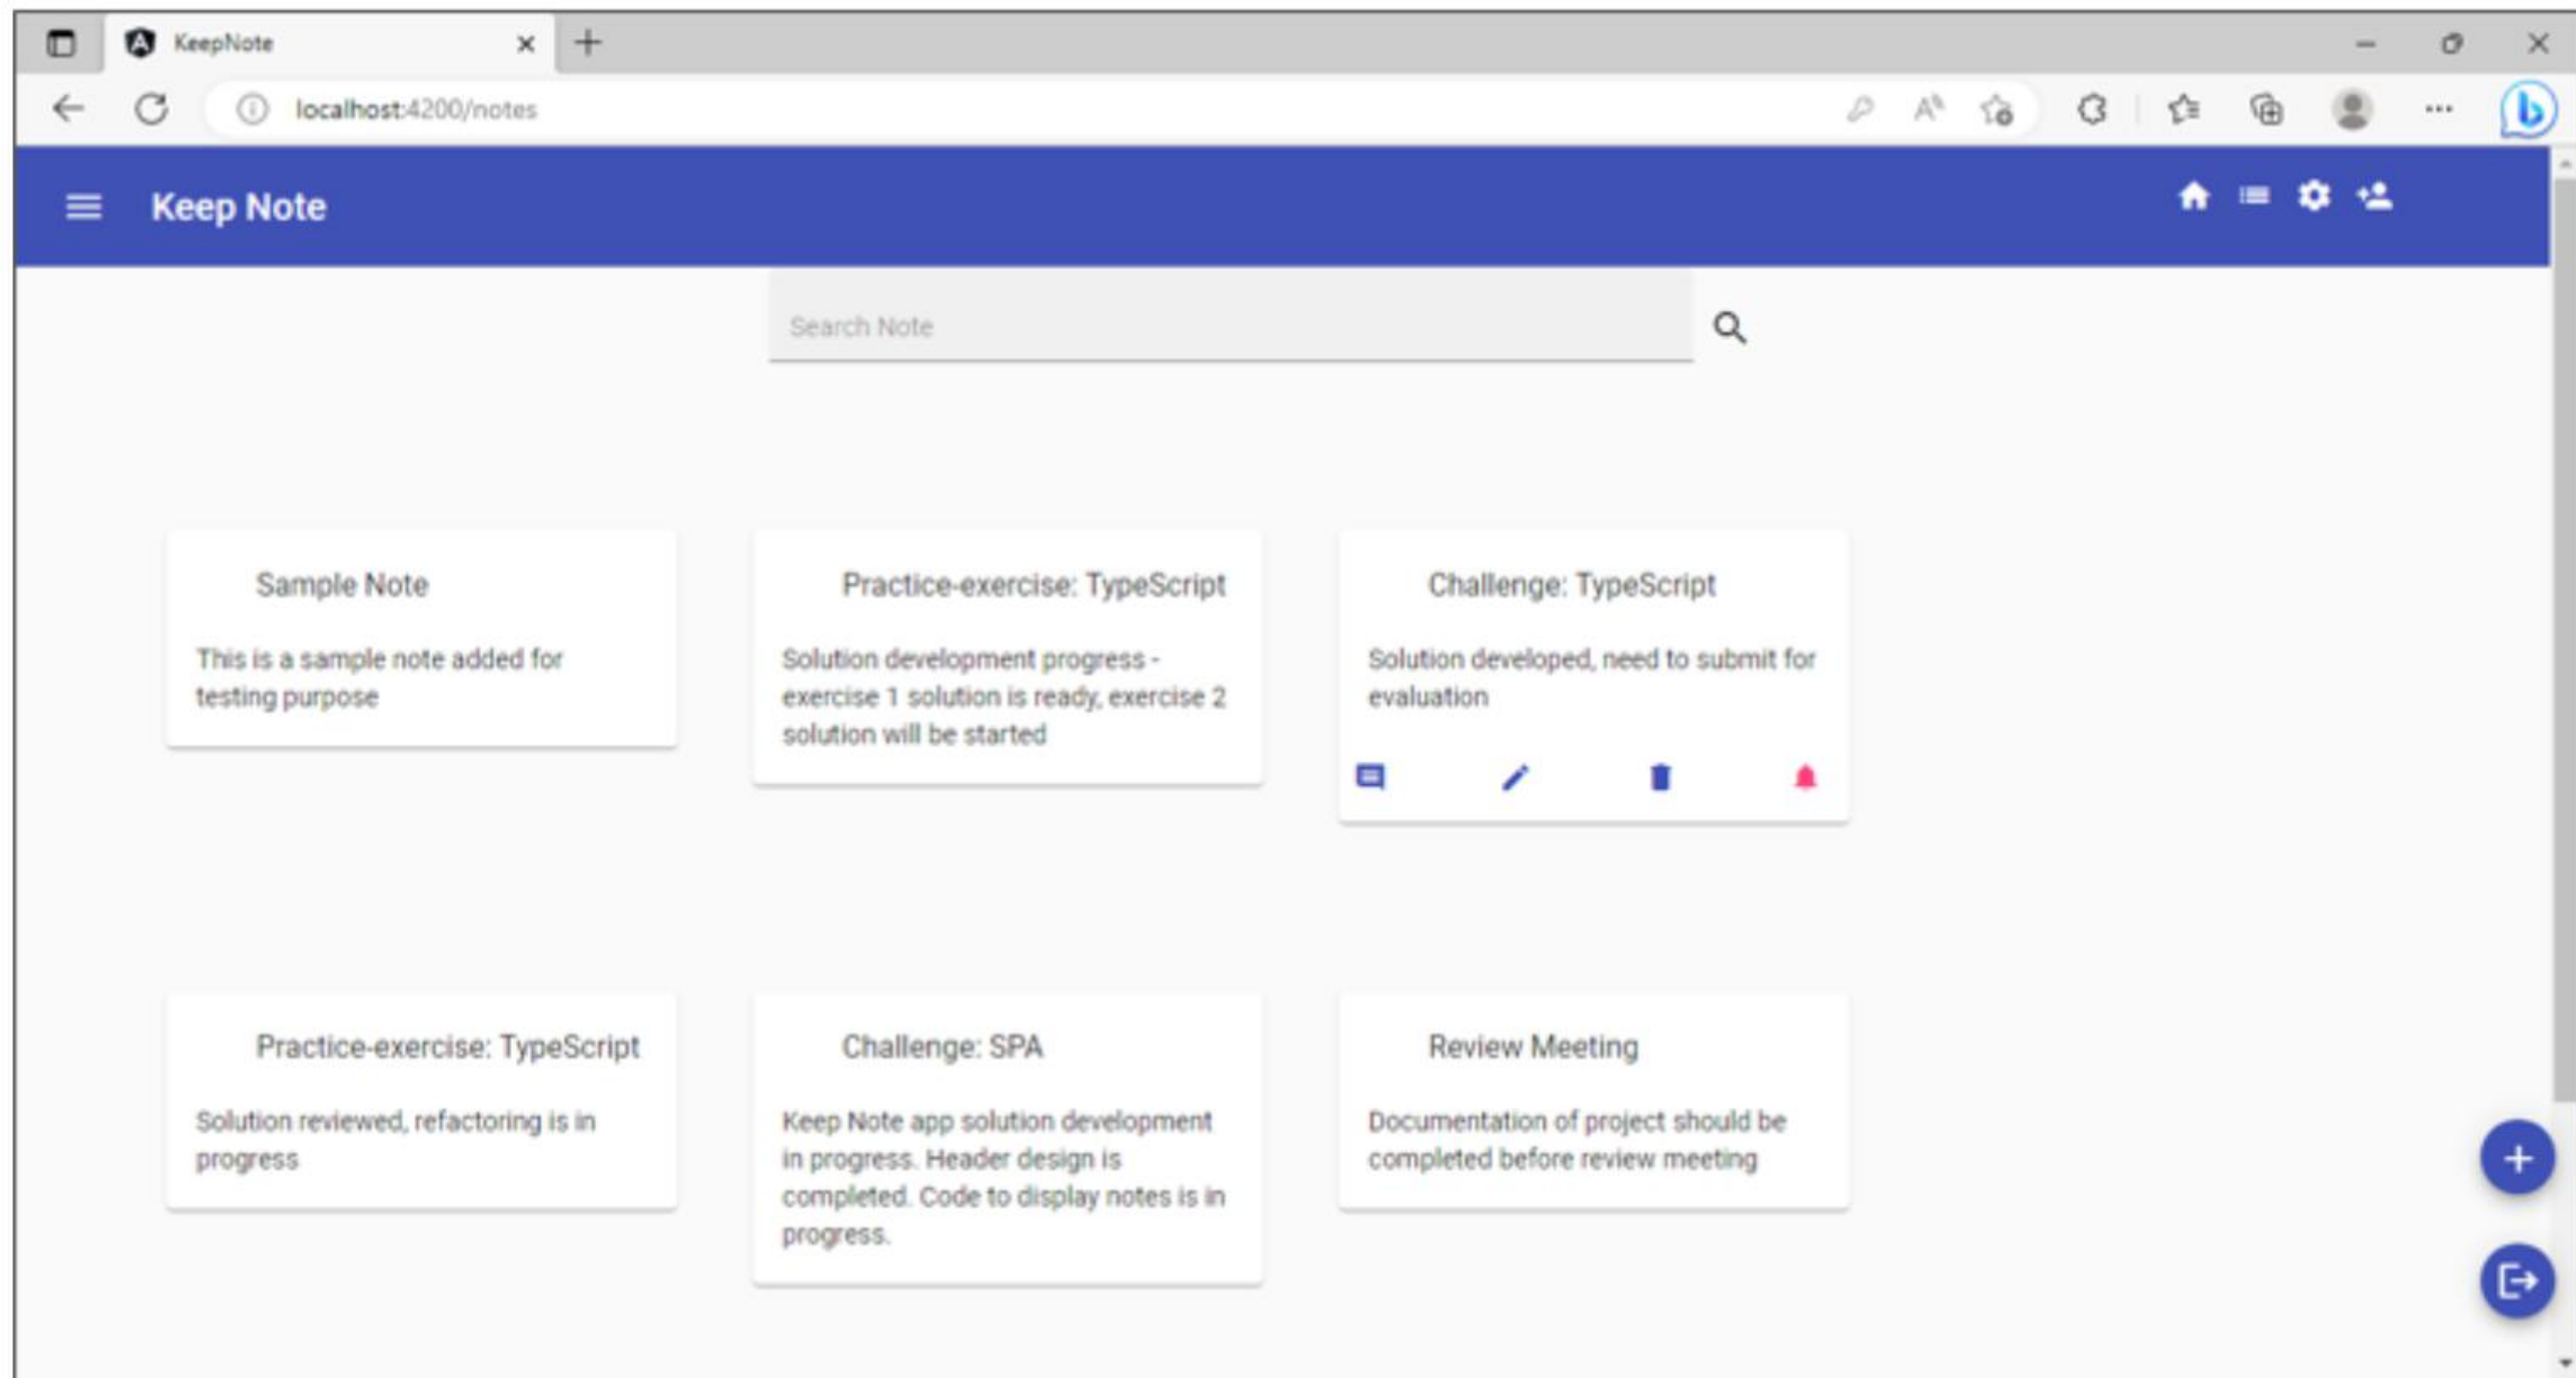 KeepNote
localhost:4200/notes
Keep Note
Search Note
Sample Note
This is a sample note added for
testing purpose
Practice-exercise: TypeScript
Solution development progress -
exercise 1 solution is ready, exercise 2
solution will be started
Challenge: TypeScript
Solution developed, need to submit for
evaluation
Practice-exercise: TypeScript
Solution reviewed, refactoring is in
progress
Challenge: SPA
Keep Note app solution development
in progress. Header design is
completed. Code to display notes is in
progress.
Review Meeting
Documentation of project should be
completed before review meeting